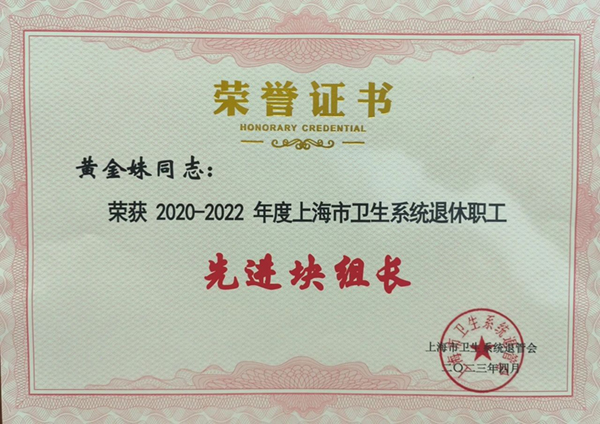 荣誉证书
HONORARY CREDENTIAL
黄金妹同志：
荣获 2020-2022 年度上海市卫生系统退休职工
先进块组长
上海市卫生系统退管会
二〇二三年四月